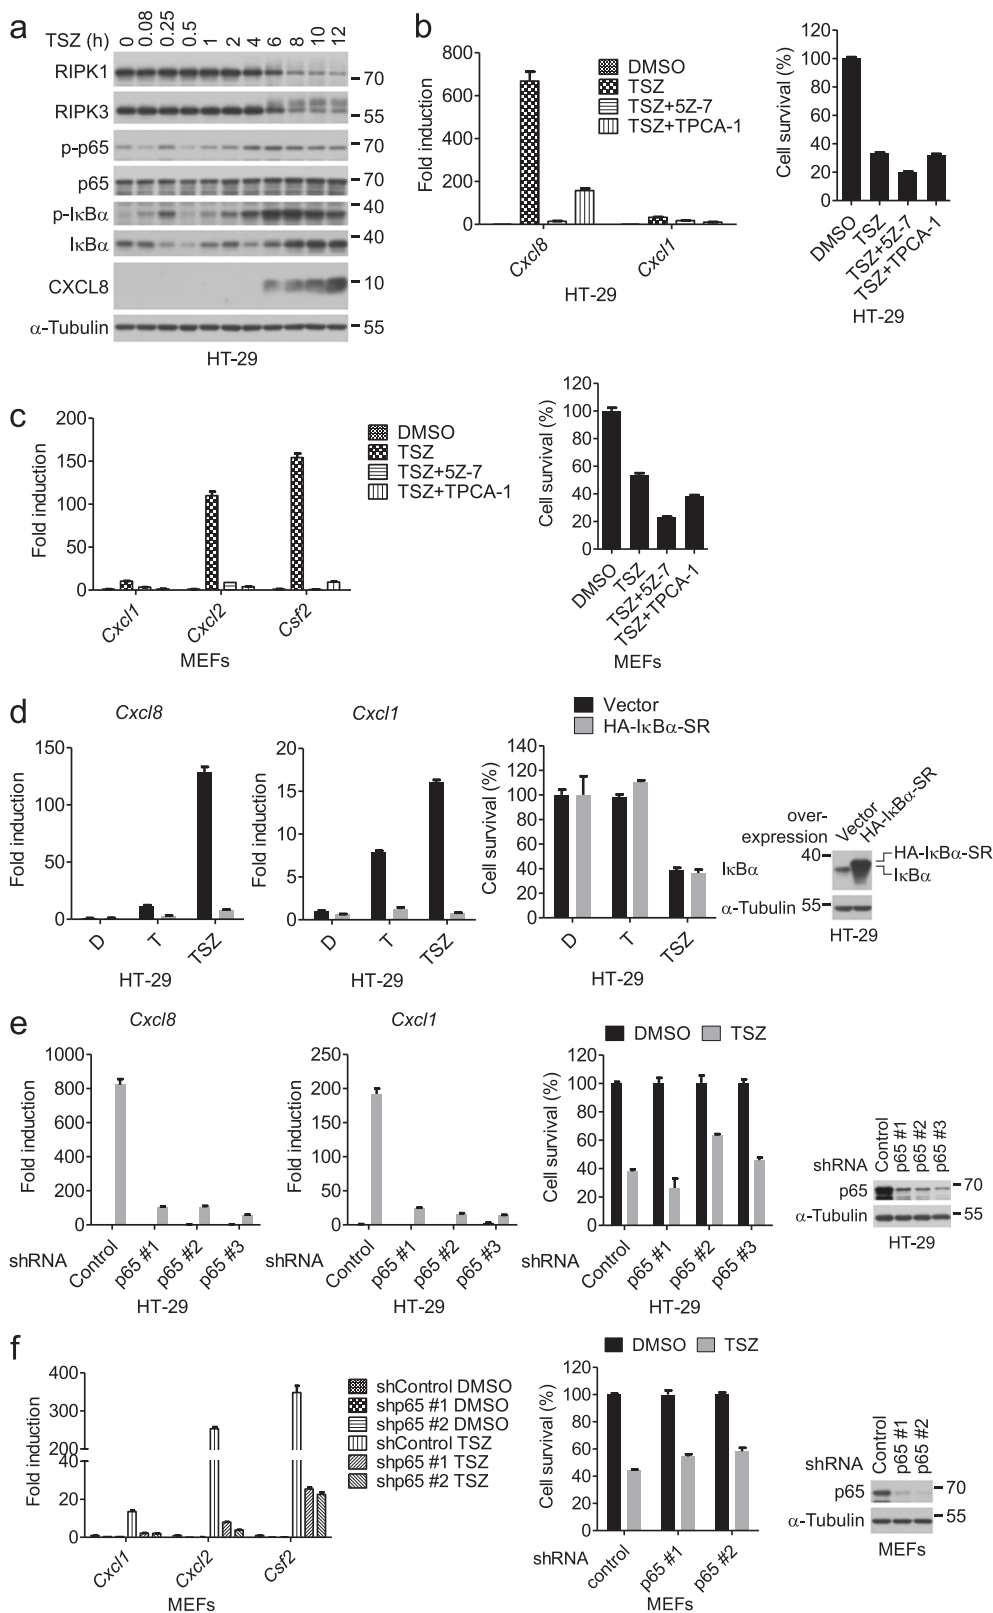 a
TSZ (h) 0 0.08 0.25 0.5 1 2 4 6 8 10 12
RIPK1 70
RIPK3 55
p-p65 70
p65 70
p-IκBα 40
IκBα 40
CXCL8 10
α-Tubulin 55
HT-29
b
Fold induction
800
600
400
200
0
DMSO
TSZ
TSZ+5Z-7
TSZ+TPCA-1
Cxcl8 Cxcl1
HT-29
Cell survival (%)
120
100
80
60
40
20
0
DMSO
TSZ
TSZ+5Z-7
TSZ+TPCA-1
HT-29
c
Fold induction
200
150
100
50
0
DMSO
TSZ
TSZ+5Z-7
TSZ+TPCA-1
Cxcl1 Cxcl2 Csf2
MEFs
Cell survival (%)
120
100
80
60
40
20
0
DMSO
TSZ
TSZ+5Z-7
TSZ+TPCA-1
MEFs
d
Cxcl8
Fold induction
150
100
50
0
D T TSZ
HT-29
Cxcl1
Fold induction
20
15
10
5
0
D T TSZ
HT-29
Vector
HA-IκBα-SR
Cell survival (%)
140
120
100
80
60
40
20
0
D T TSZ
HT-29
over-
expression
Vector
HA-IκBα-SR
40
IκBα
HA-IκBα-SR
IκBα
α-Tubulin 55
HT-29
e
Cxcl8
Fold induction
1000
800
600
400
200
0
shRNA Control p65 #1 p65 #2 p65 #3
HT-29
Cxcl1
Fold induction
250
200
150
100
50
0
shRNA Control p65 #1 p65 #2 p65 #3
HT-29
DMSO TSZ
Cell survival (%)
120
100
80
60
40
20
0
shRNA Control p65 #1 p65 #2 p65 #3
HT-29
shRNA Control p65 #1 p65 #2 p65 #3
p65 70
α-Tubulin 55
HT-29
f
Fold induction
400
300
200
40
20
0
shControl DMSO
shp65 #1 DMSO
shp65 #2 DMSO
shControl TSZ
shp65 #1 TSZ
shp65 #2 TSZ
Cxcl1 Cxcl2 Csf2
MEFs
DMSO TSZ
Cell survival (%)
120
100
80
60
40
20
0
shRNA control p65 #1 p65 #2
MEFs
shRNA Control p65 #1 p65 #2
p65 70
α-Tubulin 55
MEFs